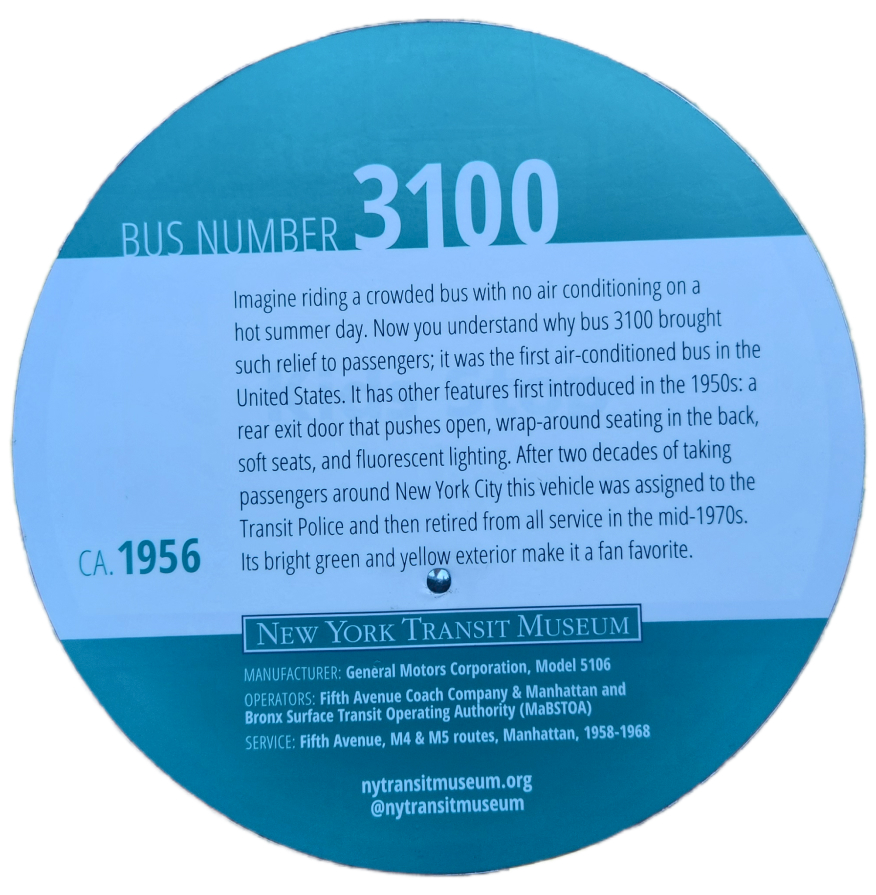 BUS NUMBER 3100
Imagine riding a crowded bus with no air conditioning on a
hot summer day. Now you understand why bus 3100 brought
such relief to passengers; it was the first air-conditioned bus in the
United States. It has other features first introduced in the 1950s: a
rear exit door that pushes open, wrap-around seating in the back,
soft seats, and fluorescent lighting. After two decades of taking
passengers around New York City this vehicle was assigned to the
Transit Police and then retired from all service in the mid-1970s.
Its bright green and yellow exterior make it a fan favorite.
CA. 1956
NEW YORK TRANSIT MUSEUM
MANUFACTURER: General Motors Corporation, Model 5106
OPERATORS: Fifth Avenue Coach Company & Manhattan and
Bronx Surface Transit Operating Authority (MaBSTOA)
SERVICE: Fifth Avenue, M4 & M5 routes, Manhattan, 1958-1968
nytransitmuseum.org
@nytransitmuseum